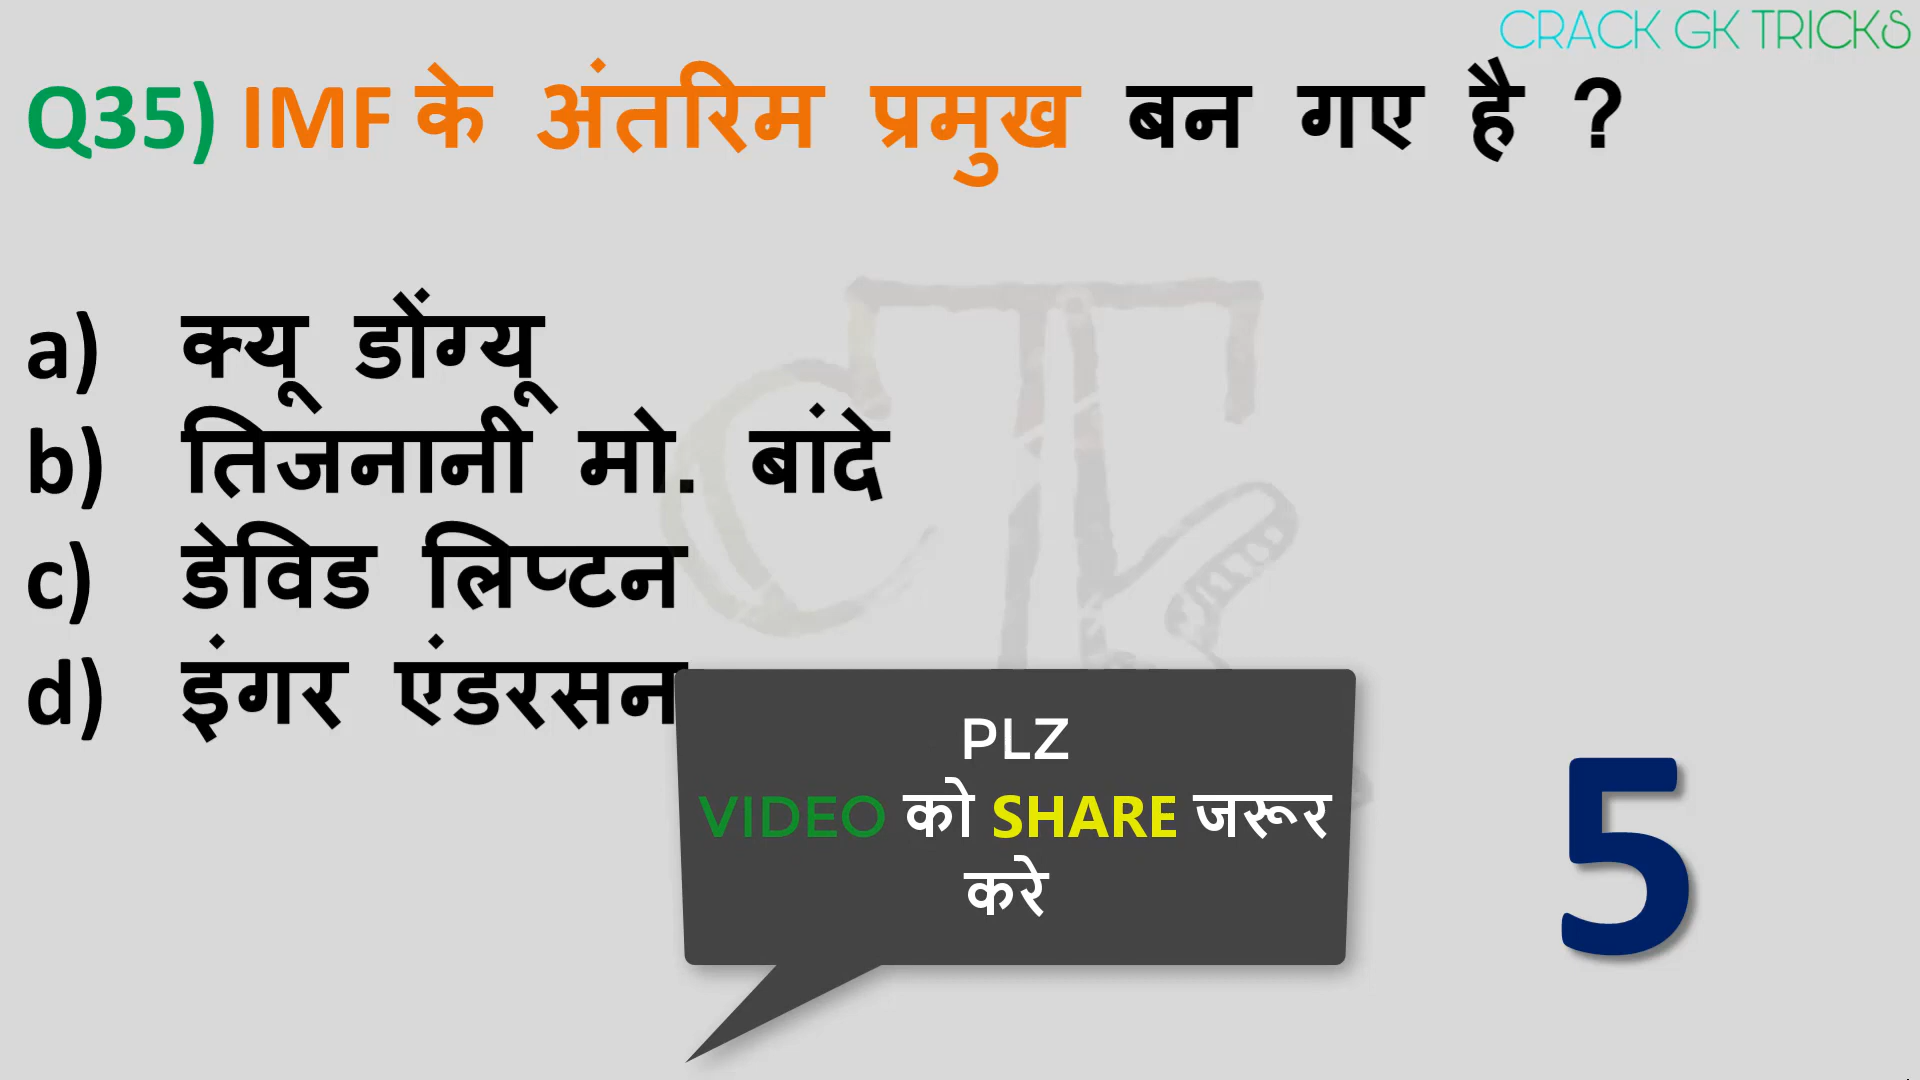 CRACK GK TRICKS
Q35) IMF के अंतरिम प्रमुख बन गए है ?
a) क्यू डोंग्यू
b) तिजनानी मो. बांदे
c) डेविड लिप्टन
d) इंगर एंडरसन
PLZ
VIDEO को SHARE जरूर
करे
5